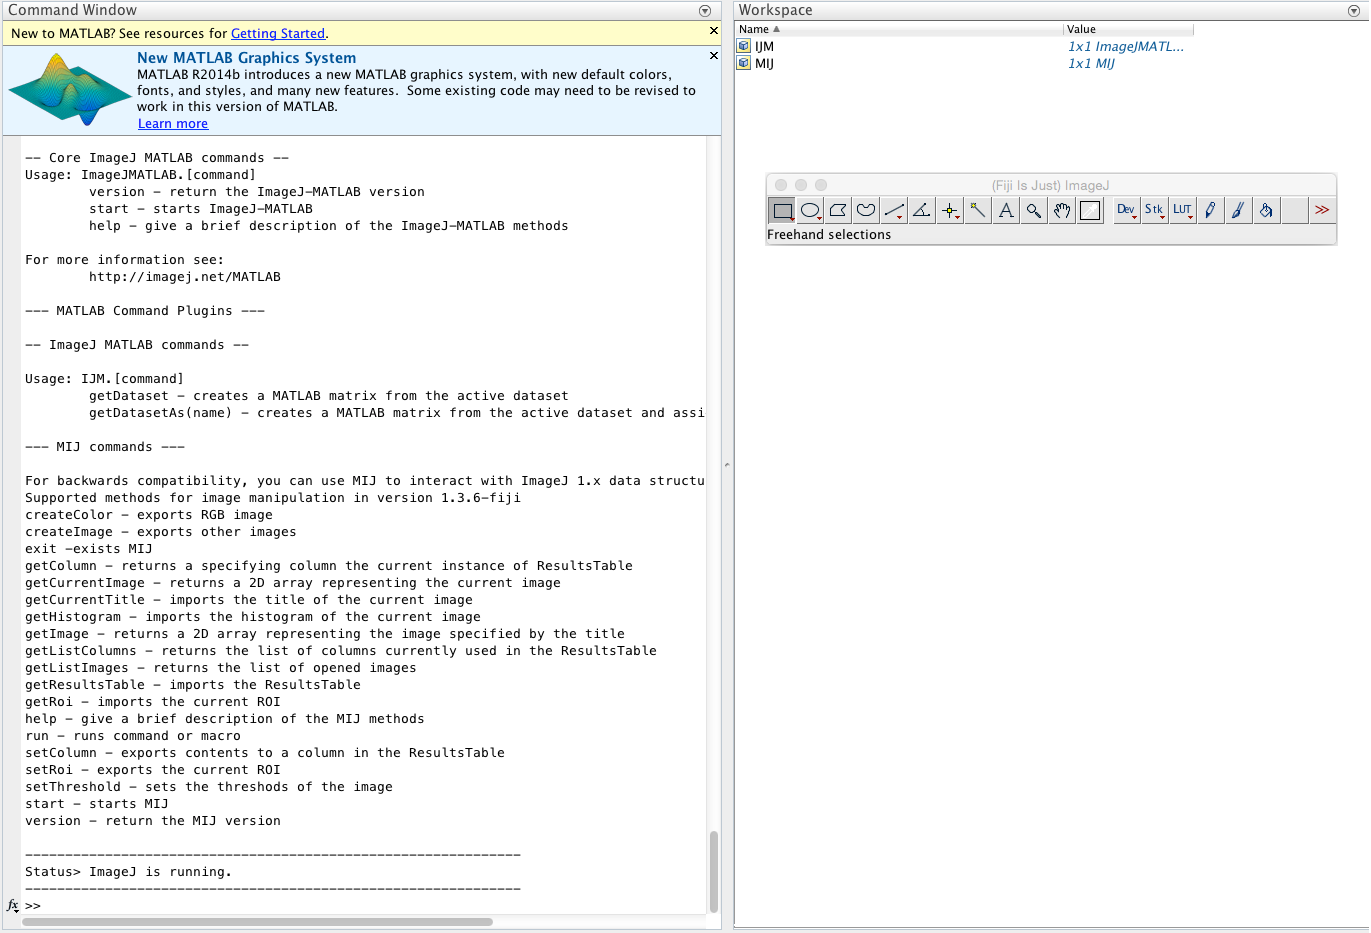 Command Window
New to MATLAB? See resources for Getting Started.
New MATLAB Graphics System
MATLAB R2014b introduces a new MATLAB graphics system, with new default colors,
fonts, and styles, and many new features.  Some existing code may need to be revised to
work in this version of MATLAB.
Learn more
-- Core ImageJ MATLAB commands --
Usage: ImageJMATLAB.[command]
version - return the ImageJ-MATLAB version
start - starts ImageJ-MATLAB
help - give a brief description of the ImageJ-MATLAB methods
For more information see:
http://imagej.net/MATLAB
--- MATLAB Command Plugins ---
-- ImageJ MATLAB commands --
Usage: IJM.[command]
getDataset - creates a MATLAB matrix from the active dataset
getDatasetAs(name) - creates a MATLAB matrix from the active dataset and assi
--- MIJ commands ---
For backwards compatibility, you can use MIJ to interact with ImageJ 1.x data structu
Supported methods for image manipulation in version 1.3.6-fiji
createColor - exports RGB image
createImage - exports other images
exit -exists MIJ
getColumn - returns a specifying column the current instance of ResultsTable
getCurrentImage - returns a 2D array representing the current image
getCurrentTitle - imports the title of the current image
getHistogram - imports the histogram of the current image
getImage - returns a 2D array representing the image specified by the title
getListColumns - returns the list of columns currently used in the ResultsTable
getListImages - returns the list of opened images
getResultsTable - imports the ResultsTable
getRoi - imports the current ROI
help - give a brief description of the MIJ methods
run - runs command or macro
setColumn - exports contents to a column in the ResultsTable
setRoi - exports the current ROI
setThreshold - sets the threshods of the image
start - starts MIJ
version - return the MIJ version
--------------------------------------------------------------
Status> ImageJ is running.
--------------------------------------------------------------
fx >>
Workspace
Name Value
IJM 1x1 ImageJMATL...
MIJ 1x1 MIJ
(Fiji Is Just) ImageJ
A Dev Stk LUT >>
Freehand selections